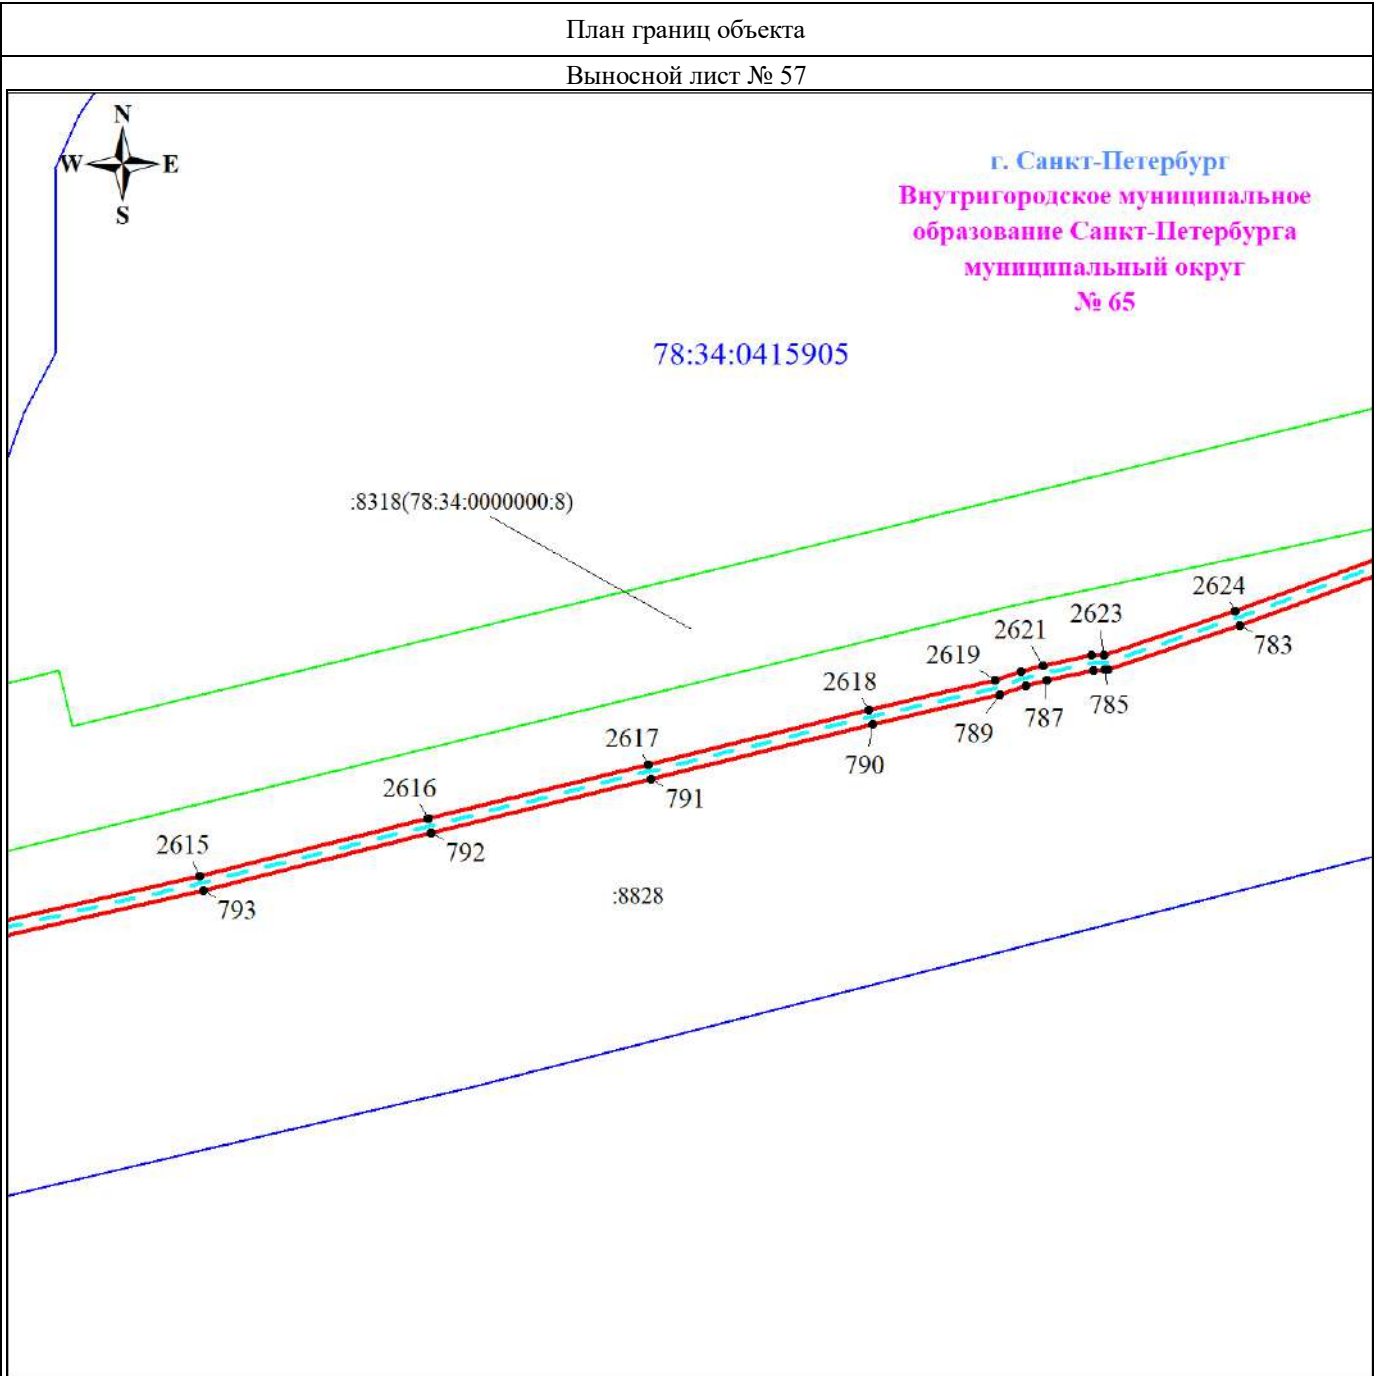 План границ объекта
Выносной лист № 57
N
W E
S
г. Санкт-Петербург
Внутригородское муниципальное
образование Санкт-Петербурга
муниципальный округ
№ 65
78:34:0415905
:8318(78:34:0000000:8)
2624
2623
2621
783
2619
2618
785
787
789
2617
790
2616
791
2615
792
:8828
793